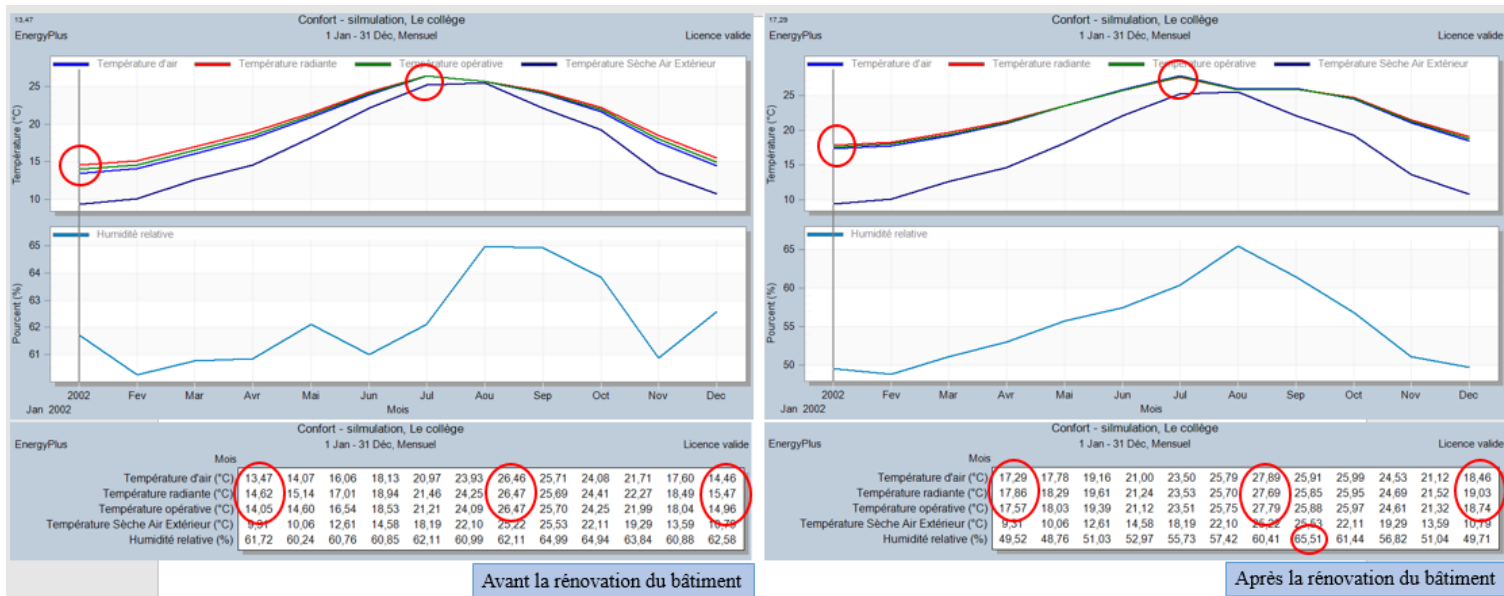 13,47
Confort - silmulation, Le collège
EnergyPlus
1 Jan - 31 Déc, Mensuel
Licence valide
Température d'air
Température radiante
Température opérative
Température Sèche Air Extérieur
Température (°C)
25
20
15
10
Humidité relative
Pourcent (%)
65
64
63
62
61
2002 Fev Mar Avr Mai Jun Jul Aou Sep Oct Nov Dec
Jan 2002
Mois
Confort - silmulation, Le collège
EnergyPlus
1 Jan - 31 Déc, Mensuel
Licence valide
Mois
Température d'air (°C) 13,47 14,07 16,06 18,13 20,97 23,93 26,46 25,71 24,08 21,71 17,60 14,46
Température radiante (°C) 14,62 15,14 17,01 18,94 21,46 24,25 26,47 25,69 24,41 22,27 18,49 15,47
Température opérative (°C) 14,05 14,60 16,54 18,53 21,21 24,09 26,47 25,70 24,25 21,99 18,04 14,96
Température Sèche Air Extérieur (°C) 9,31 10,06 12,61 14,58 18,19 22,10 25,22 25,53 22,11 19,29 13,59 10,79
Humidité relative (%) 61,72 60,24 60,76 60,85 62,11 60,99 62,11 64,99 64,94 63,84 60,88 62,58
Avant la rénovation du bâtiment
17,29
Confort - silmulation, Le collège
EnergyPlus
1 Jan - 31 Déc, Mensuel
Licence valide
Température d'air
Température radiante
Température opérative
Température Sèche Air Extérieur
Température (°C)
25
20
15
10
Humidité relative
Pourcent (%)
65
60
55
50
2002 Fev Mar Avr Mai Jun Jul Aou Sep Oct Nov Dec
Jan 2002
Mois
Confort - silmulation, Le collège
EnergyPlus
1 Jan - 31 Déc, Mensuel
Licence valide
Mois
Température d'air (°C) 17,29 17,78 19,16 21,00 23,50 25,79 27,89 25,91 25,99 24,53 21,12 18,46
Température radiante (°C) 17,86 18,29 19,61 21,24 23,53 25,70 27,69 25,85 25,95 24,69 21,52 19,03
Température opérative (°C) 17,57 18,03 19,39 21,12 23,51 25,75 27,79 25,88 25,97 24,61 21,32 18,74
Température Sèche Air Extérieur (°C) 9,31 10,06 12,61 14,58 18,19 22,10 25,22 25,53 22,11 19,29 13,59 10,79
Humidité relative (%) 49,52 48,76 51,03 52,97 55,73 57,42 60,41 65,51 61,44 56,82 51,04 49,71
Après la rénovation du bâtiment